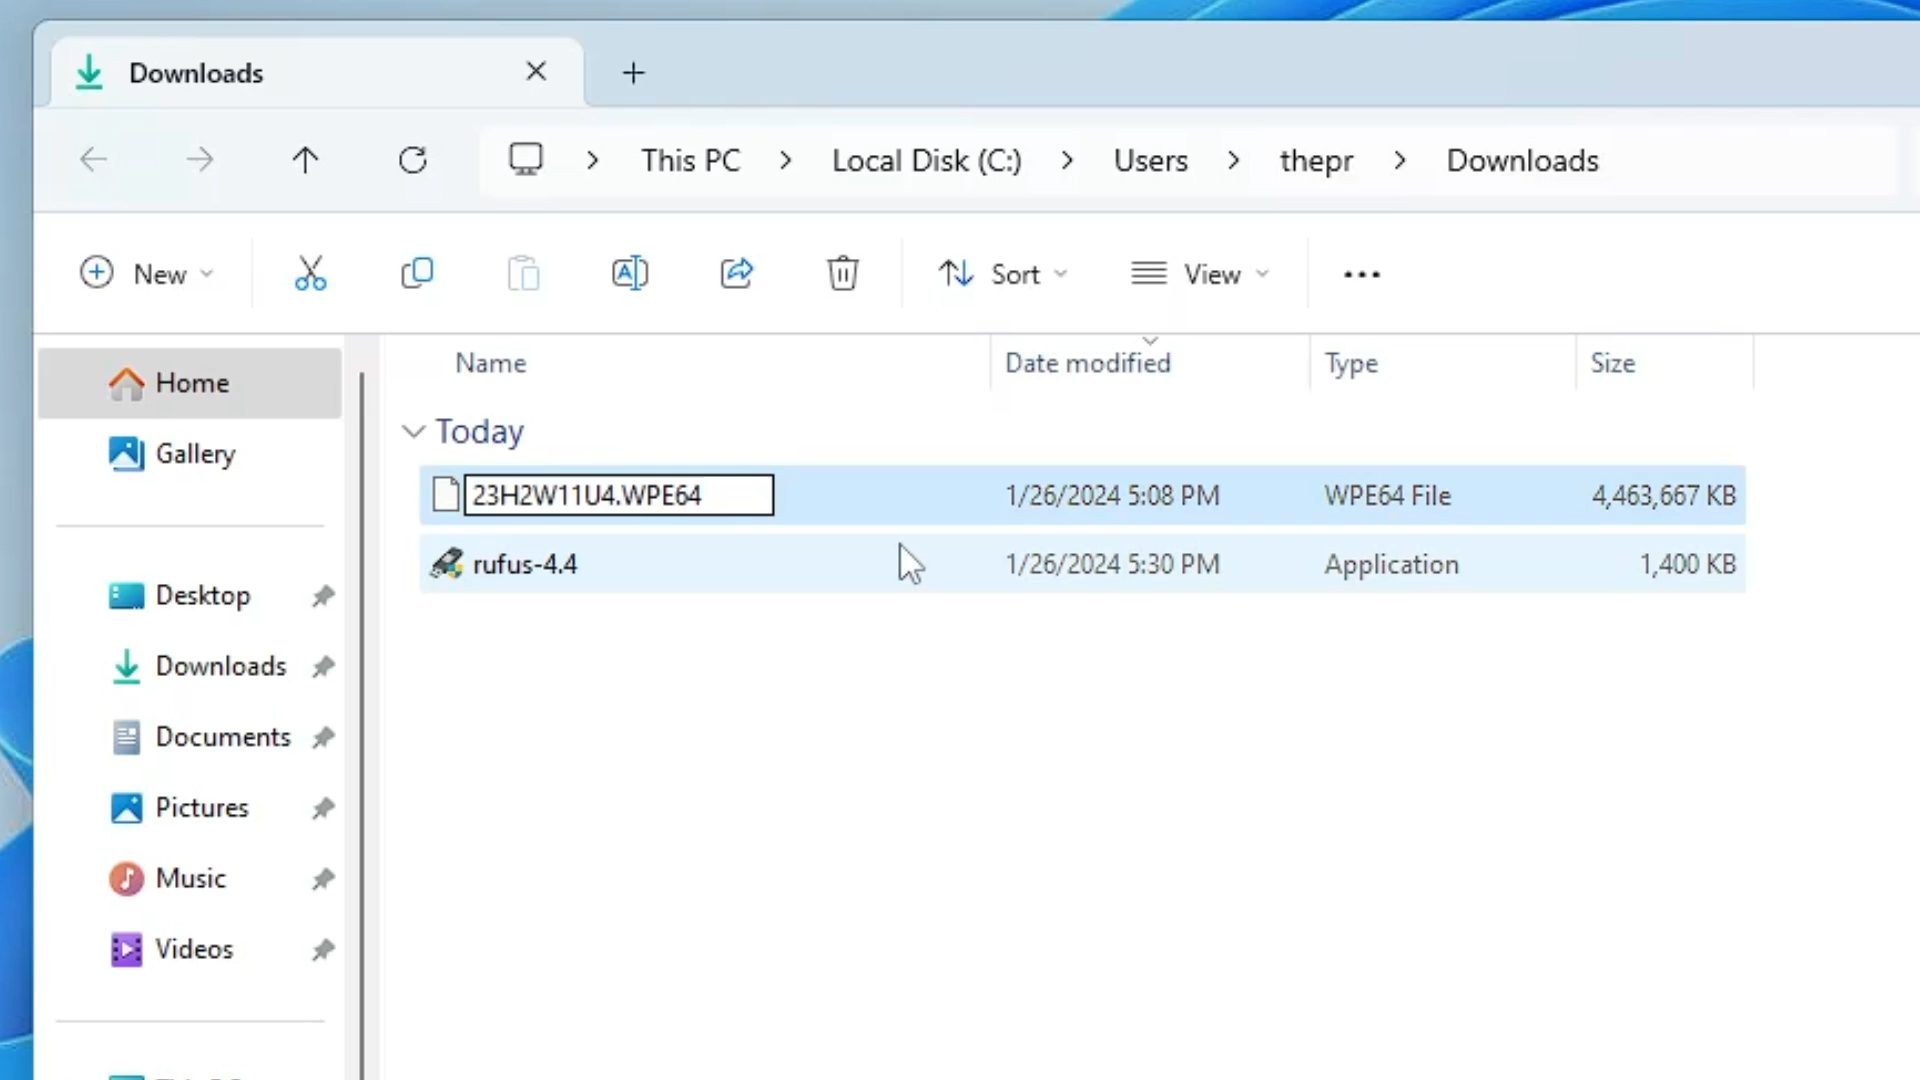 Downloads
This PC > Local Disk (C:) > Users > thepr > Downloads
New Sort View ...
Name Date modified Type Size
Home
Gallery
Today
23H2W11U4.WPE64 1/26/2024 5:08 PM WPE64 File 4,463,667 KB
rufus-4.4 1/26/2024 5:30 PM Application 1,400 KB
Desktop
Downloads
Documents
Pictures
Music
Videos